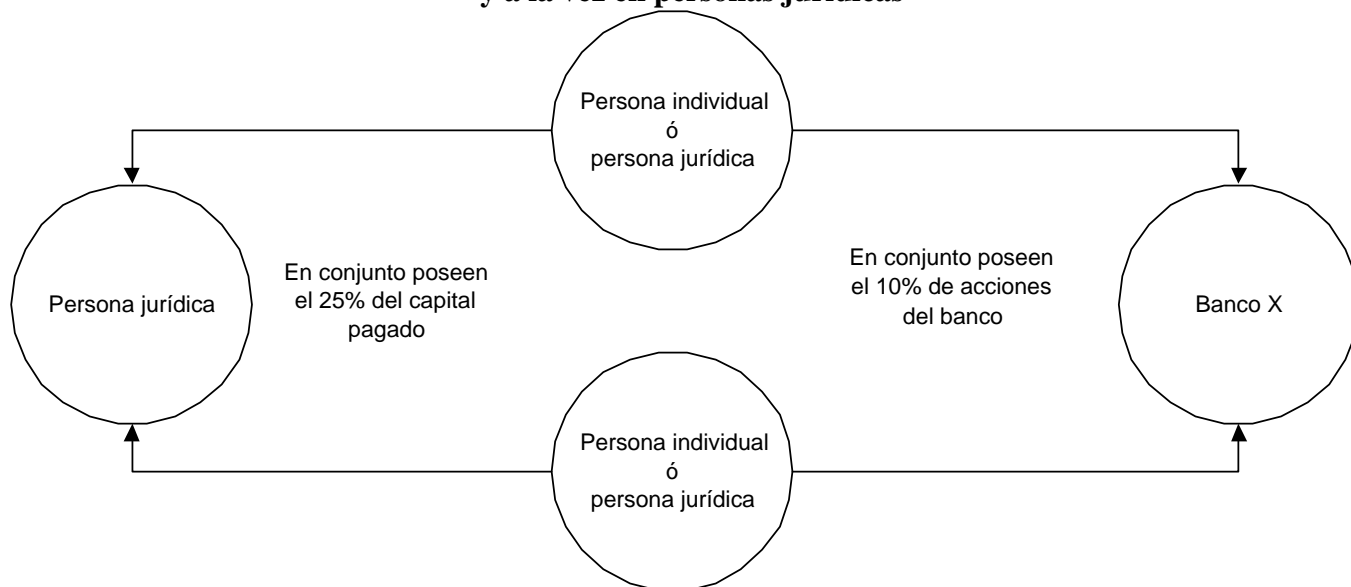 y a la vez en personas jurídicas
Persona individual
ó
persona jurídica
Persona jurídica
En conjunto poseen
el 25% del capital
pagado
En conjunto poseen
el 10% de acciones
del banco
Banco X
Persona individual
ó
persona jurídica